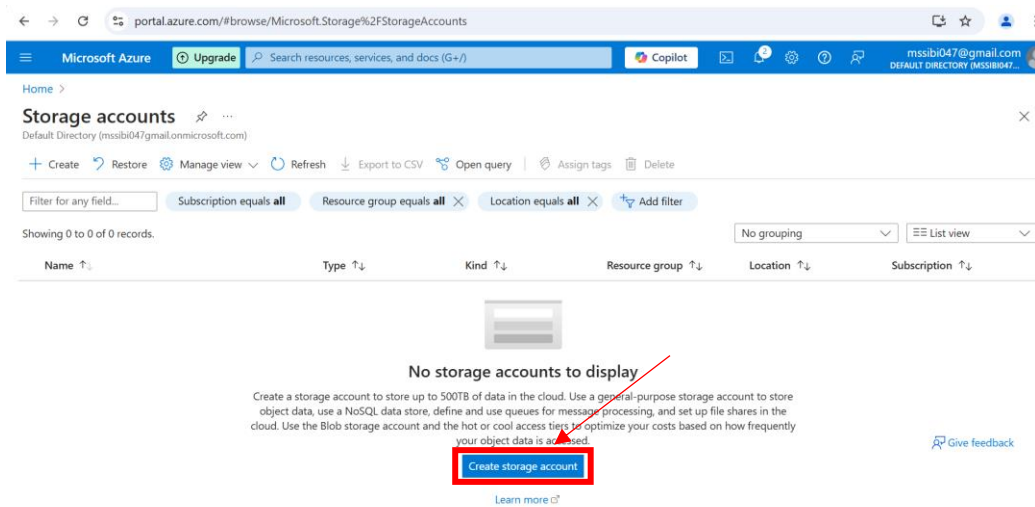 portal.azure.com/#browse/Microsoft.Storage%2FStorageAccounts
Microsoft Azure Upgrade Search resources, services, and docs (G+/) Copilot 2 mssibi047@gmail.com
DEFAULT DIRECTORY (MSSIBI047...
Home >
Storage accounts ...
Default Directory (mssibi047gmail.onmicrosoft.com)
+ Create Restore Manage view Refresh Export to CSV Open query Assign tags Delete
Filter for any field... Subscription equals all Resource group equals all Location equals all Add filter
Showing 0 to 0 of 0 records. No grouping List view
Name Type Kind Resource group Location Subscription
No storage accounts to display
Create a storage account to store up to 500TB of data in the cloud. Use a general-purpose storage account to store
object data, use a NoSQL data store, define and use queues for message processing, and set up file shares in the
cloud. Use the Blob storage account and the hot or cool access tiers to optimize your costs based on how frequently
your object data is accessed.
Give feedback
Create storage account
Learn more